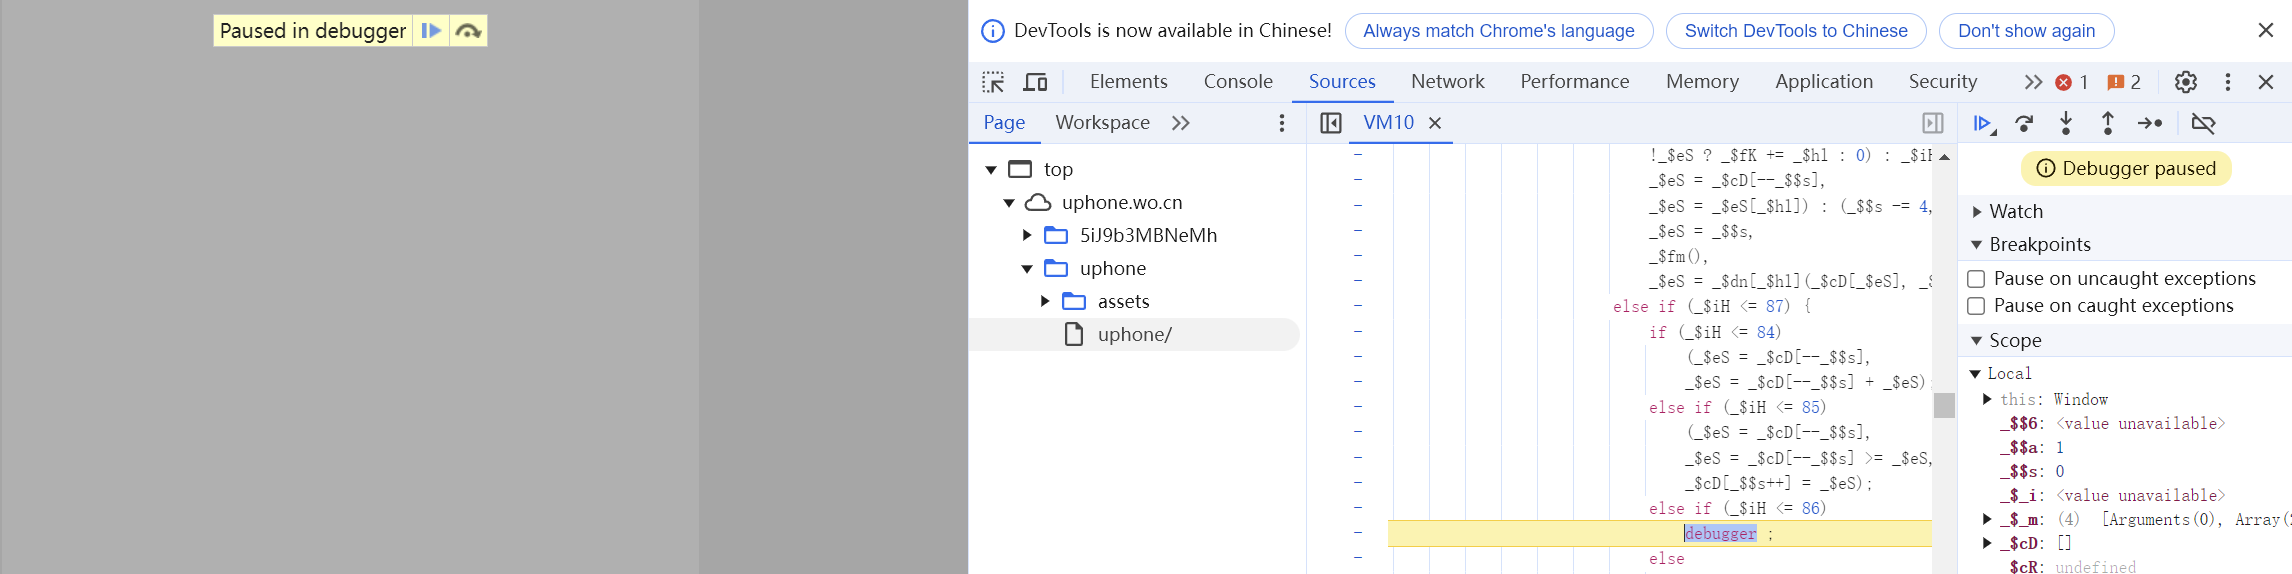 Paused in debugger
DevTools is now available in Chinese!
Always match Chrome's language
Switch DevTools to Chinese
Don't show again
Elements
Console
Sources
Network
Performance
Memory
Application
Security
1
2
Page
Workspace
VM10
top
uphone.wo.cn
5iJ9b3MBNeMh
uphone
assets
uphone/
!_$eS ? _$fK += _$hl : 0) : _$iH
_$eS = _$cD[--_$$s],
_$eS = _$eS[_$hl]) : (_$$s -= 4,
_$eS = _$$s,
_$fm(),
_$eS = _$dn[_$hl](_$cD[_$eS], _$
else if (_$iH <= 87) {
if (_$iH <= 84)
(_$eS = _$cD[--_$$s],
_$eS = _$cD[--_$$s] + _$eS)
else if (_$iH <= 85)
(_$eS = _$cD[--_$$s],
_$eS = _$cD[--_$$s] >= _$eS,
_$cD[_$$s++] = _$eS);
else if (_$iH <= 86)
debugger ;
else
Debugger paused
Watch
Breakpoints
Pause on uncaught exceptions
Pause on caught exceptions
Scope
Local
this: Window
_$$6: <value unavailable>
_$$a: 1
_$$s: 0
_$_i: <value unavailable>
_$_m: (4) [Arguments(0), Array(
_$cD: []
_$cR: undefined